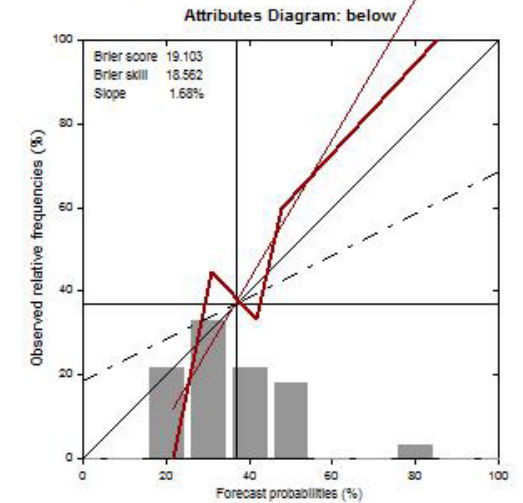 Attributes Diagram: below
Brier score 19.103
Brier skill 18.562
Slope 1.68%
Observed relative frequencies (%)
100
80
60
40
20
0
0 20 40 60 80 100
Forecast probabilities (%)